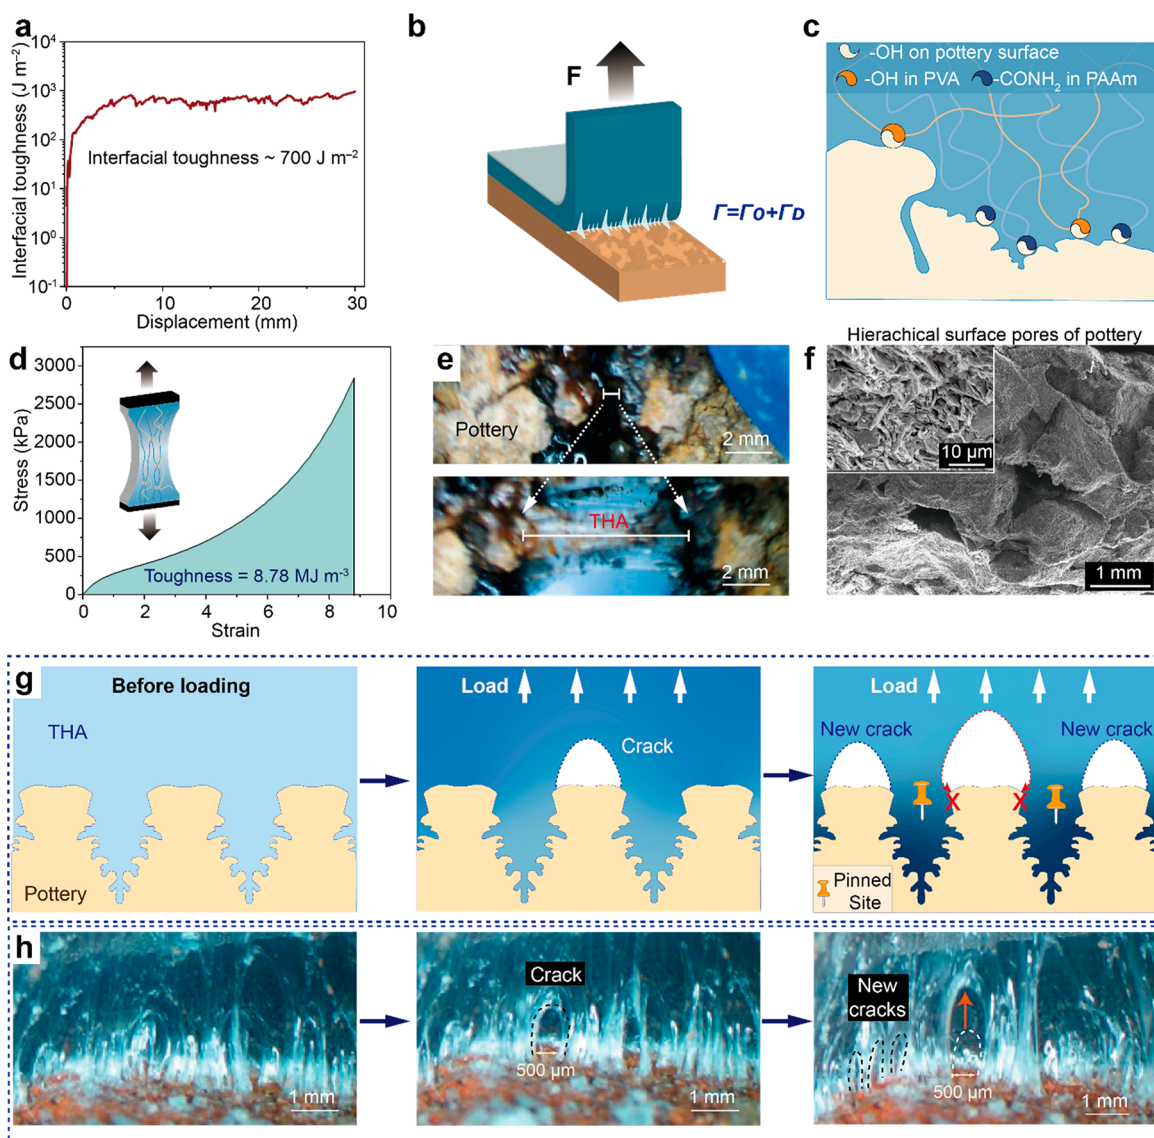 a
Interfacial toughness (J m⁻²)
10⁴
10³
10²
10¹
10⁰
10⁻¹
Interfacial toughness ~ 700 J m⁻²
0
10
20
30
Displacement (mm)
b
F
Γ=Γo+ΓD
c
-OH on pottery surface
-OH in PVA
-CONH₂ in PAAm
d
Stress (kPa)
3000
2500
2000
1500
1000
500
0
Toughness = 8.78 MJ m⁻³
0
2
4
6
8
10
Strain
e
Pottery
2 mm
THA
2 mm
Hierachical surface pores of pottery
f
10 µm
1 mm
g
Before loading
THA
Pottery
Load
Crack
Load
New crack
New crack
X
X
Pinned
Site
h
1 mm
Crack
500 µm
1 mm
New
cracks
500 µm
1 mm